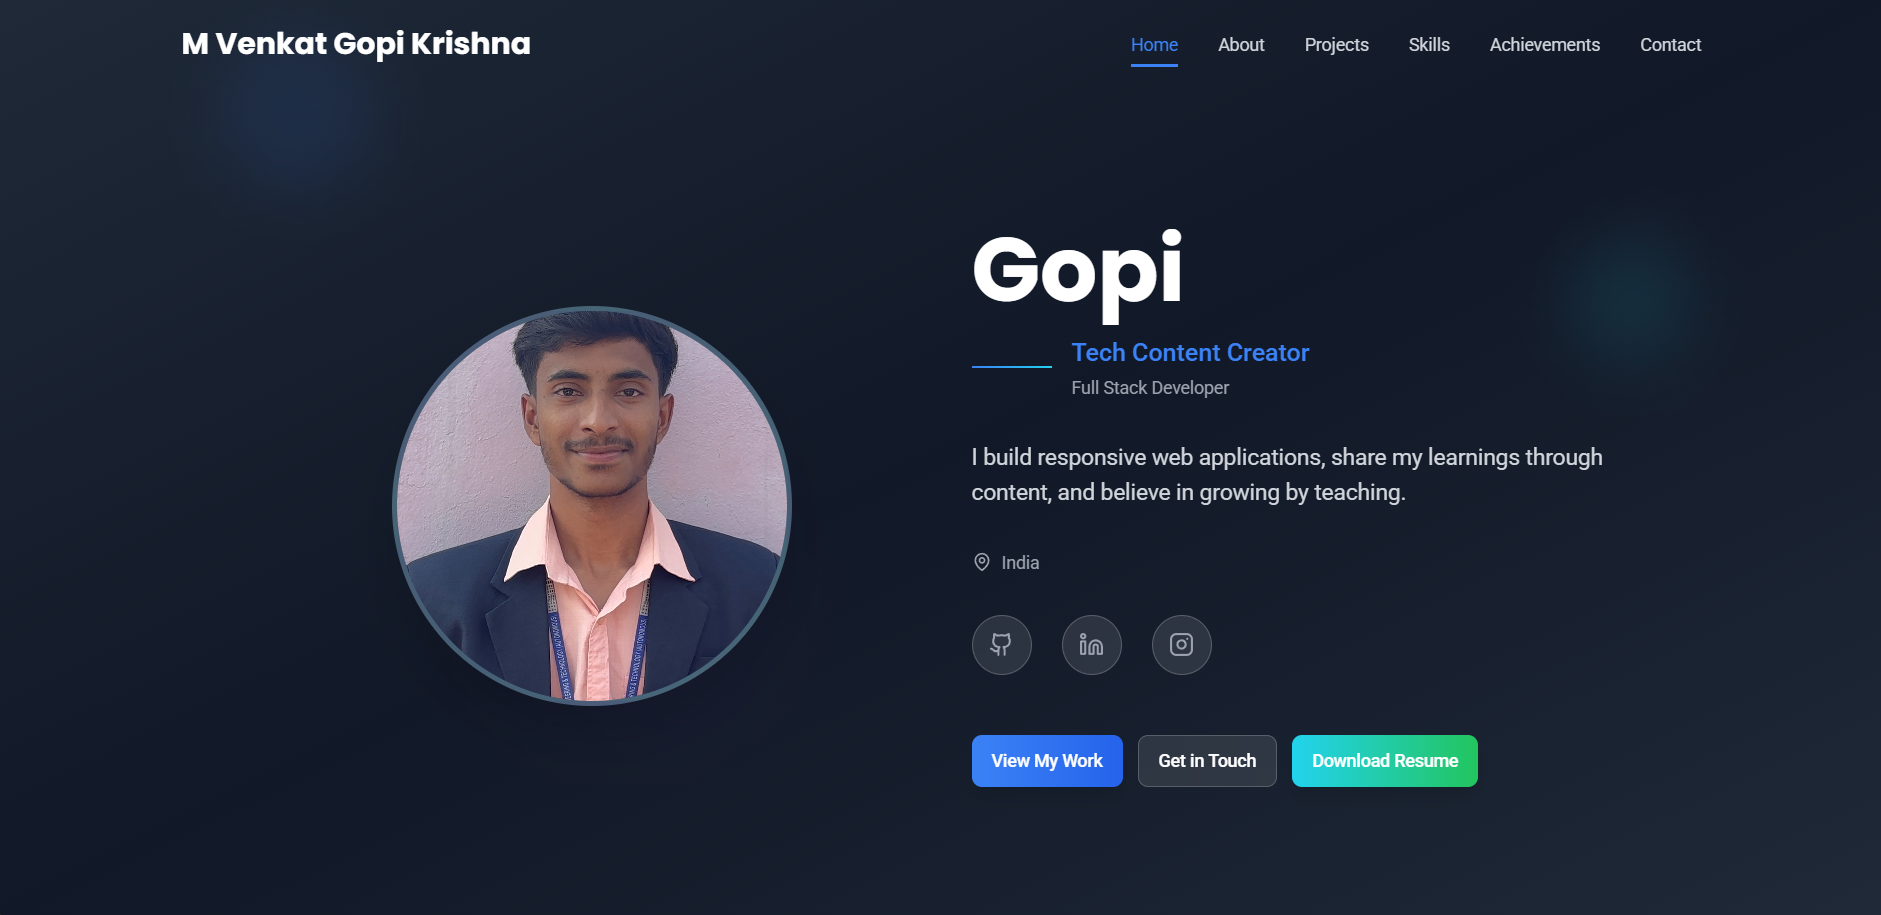 M Venkat Gopi Krishna
Home About Projects Skills Achievements Contact
Gopi
Tech Content Creator
Full Stack Developer
I build responsive web applications, share my learnings through
content, and believe in growing by teaching.
India
View My Work Get in Touch Download Resume